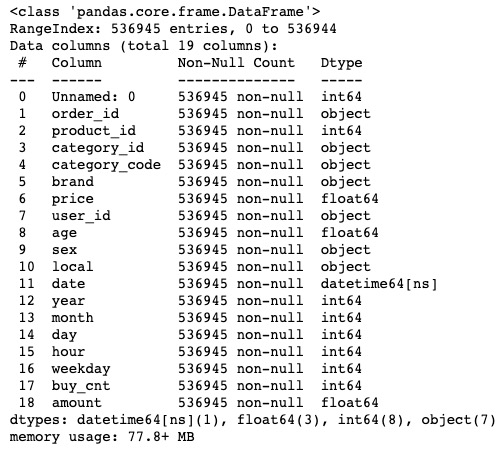 <class 'pandas.core.frame.DataFrame'>
RangeIndex: 536945 entries, 0 to 536944
Data columns (total 19 columns):
 #   Column         Non-Null Count   Dtype
---  ------         --------------   -----
 0   Unnamed: 0     536945 non-null  int64
 1   order_id       536945 non-null  object
 2   product_id     536945 non-null  int64
 3   category_id    536945 non-null  object
 4   category_code  536945 non-null  object
 5   brand          536945 non-null  object
 6   price          536945 non-null  float64
 7   user_id        536945 non-null  object
 8   age            536945 non-null  float64
 9   sex            536945 non-null  object
 10  local          536945 non-null  object
 11  date           536945 non-null  datetime64[ns]
 12  year           536945 non-null  int64
 13  month          536945 non-null  int64
 14  day            536945 non-null  int64
 15  hour           536945 non-null  int64
 16  weekday        536945 non-null  int64
 17  buy_cnt        536945 non-null  int64
 18  amount         536945 non-null  float64
dtypes: datetime64[ns](1), float64(3), int64(8), object(7)
memory usage: 77.8+ MB